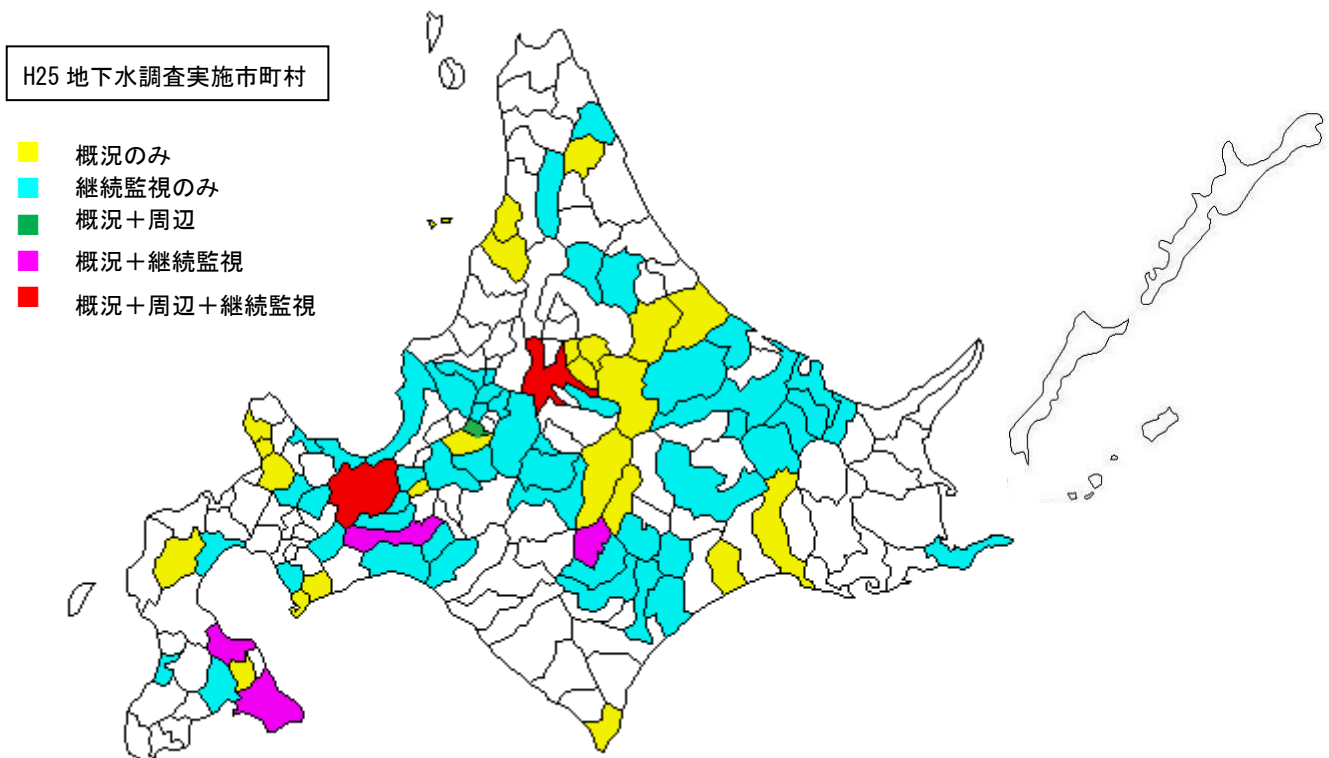 H25 地下水調査実施市町村
概況のみ
継続監視のみ
概況＋周辺
概況＋継続監視
概況＋周辺＋継続監視